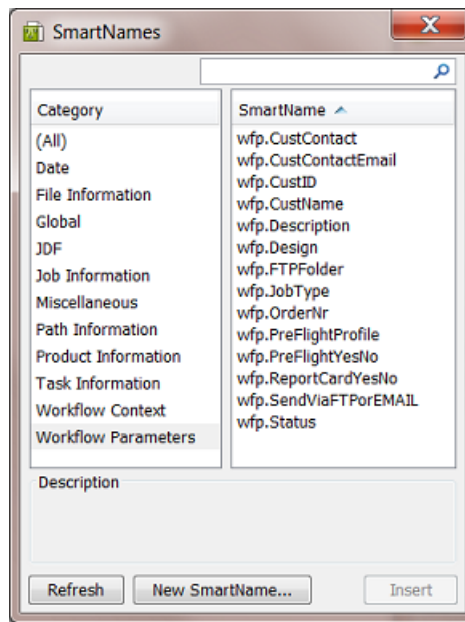 SmartNames
Category
(All)
Date
File Information
Global
JDF
Job Information
Miscellaneous
Path Information
Product Information
Task Information
Workflow Context
Workflow Parameters
SmartName
wfp.CustContact
wfp.CustContactEmail
wfp.CustID
wfp.CustName
wfp.Description
wfp.Design
wfp.FTPFolder
wfp.JobType
wfp.OrderNr
wfp.PreFlightProfile
wfp.PreFlightYesNo
wfp.ReportCardYesNo
wfp.SendViaFTPorEMAIL
wfp.Status
Description
Refresh
New SmartName...
Insert